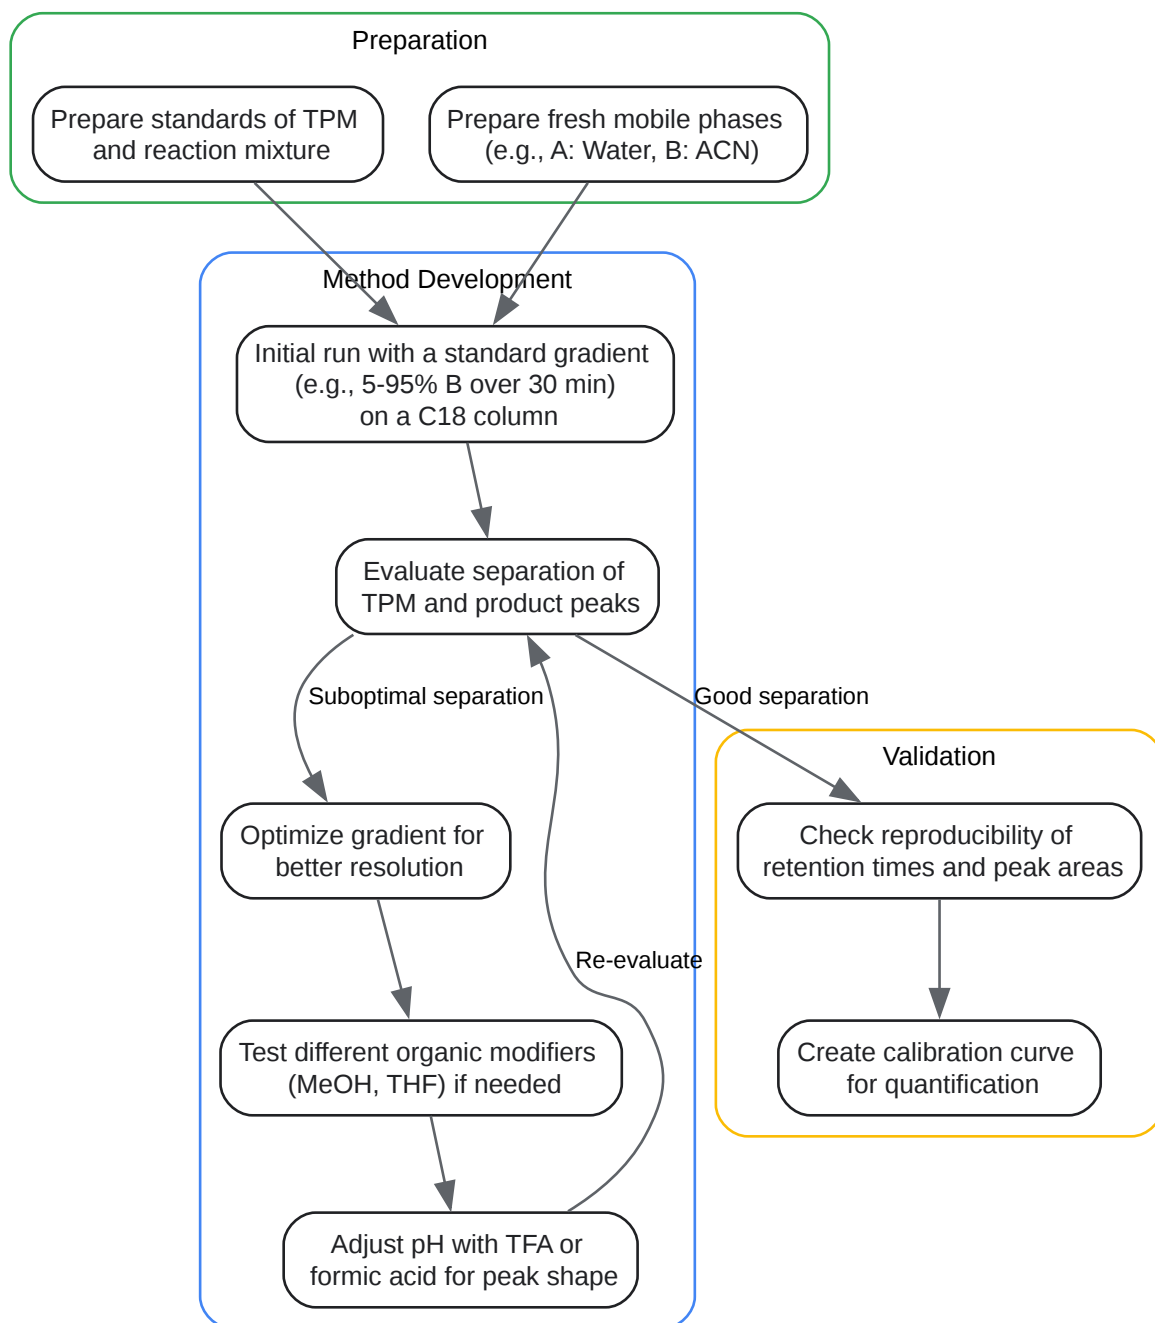 Preparation
Prepare standards of TPM
and reaction mixture
Prepare fresh mobile phases
(e.g., A: Water, B: ACN)
Method Development
Initial run with a standard gradient
(e.g., 5-95% B over 30 min)
on a C18 column
Evaluate separation of
TPM and product peaks
Suboptimal separation
Good separation
Validation
Optimize gradient for
better resolution
Check reproducibility of
retention times and peak areas
Re-evaluate
Test different organic modifiers
(MeOH, THF) if needed
Create calibration curve
for quantification
Adjust pH with TFA or
formic acid for peak shape